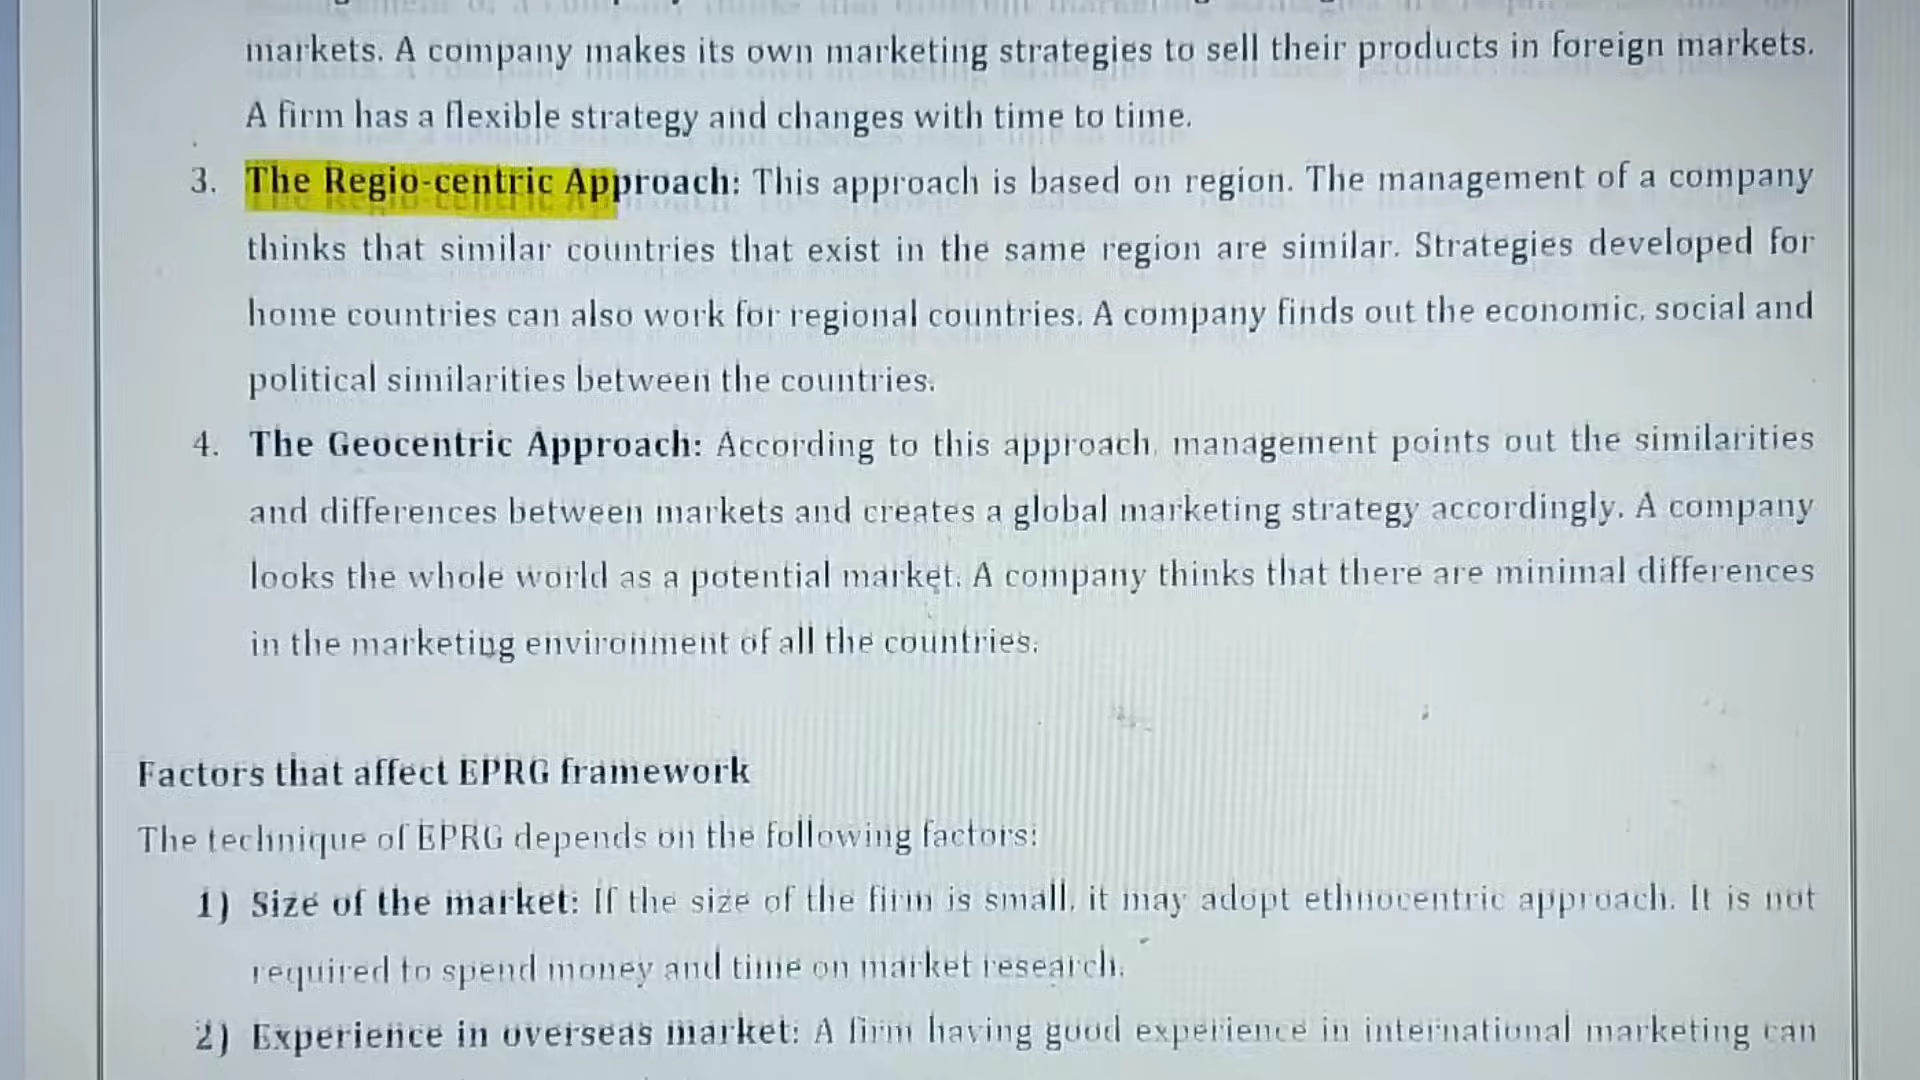 markets. A company makes its own marketing strategies to sell their products in foreign markets.
A firm has a flexible strategy and changes with time to time.
3. The Regio-centric Approach: This approach is based on region. The management of a company
thinks that similar countries that exist in the same region are similar. Strategies developed for
home countries can also work for regional countries. A company finds out the economic, social and
political similarities between the countries.
4. The Geocentric Approach: According to this approach, management points out the similarities
and differences between markets and creates a global marketing strategy accordingly. A company
looks the whole world as a potential market. A company thinks that there are minimal differences
in the marketing environment of all the countries.
Factors that affect EPRG framework
The technique of EPRG depends on the following factors:
1) Size of the market: If the size of the firm is small, it may adopt ethnocentric approach. It is not
required to spend money and time on market research.
2) Experience in overseas market: A firm having good experience in international marketing can